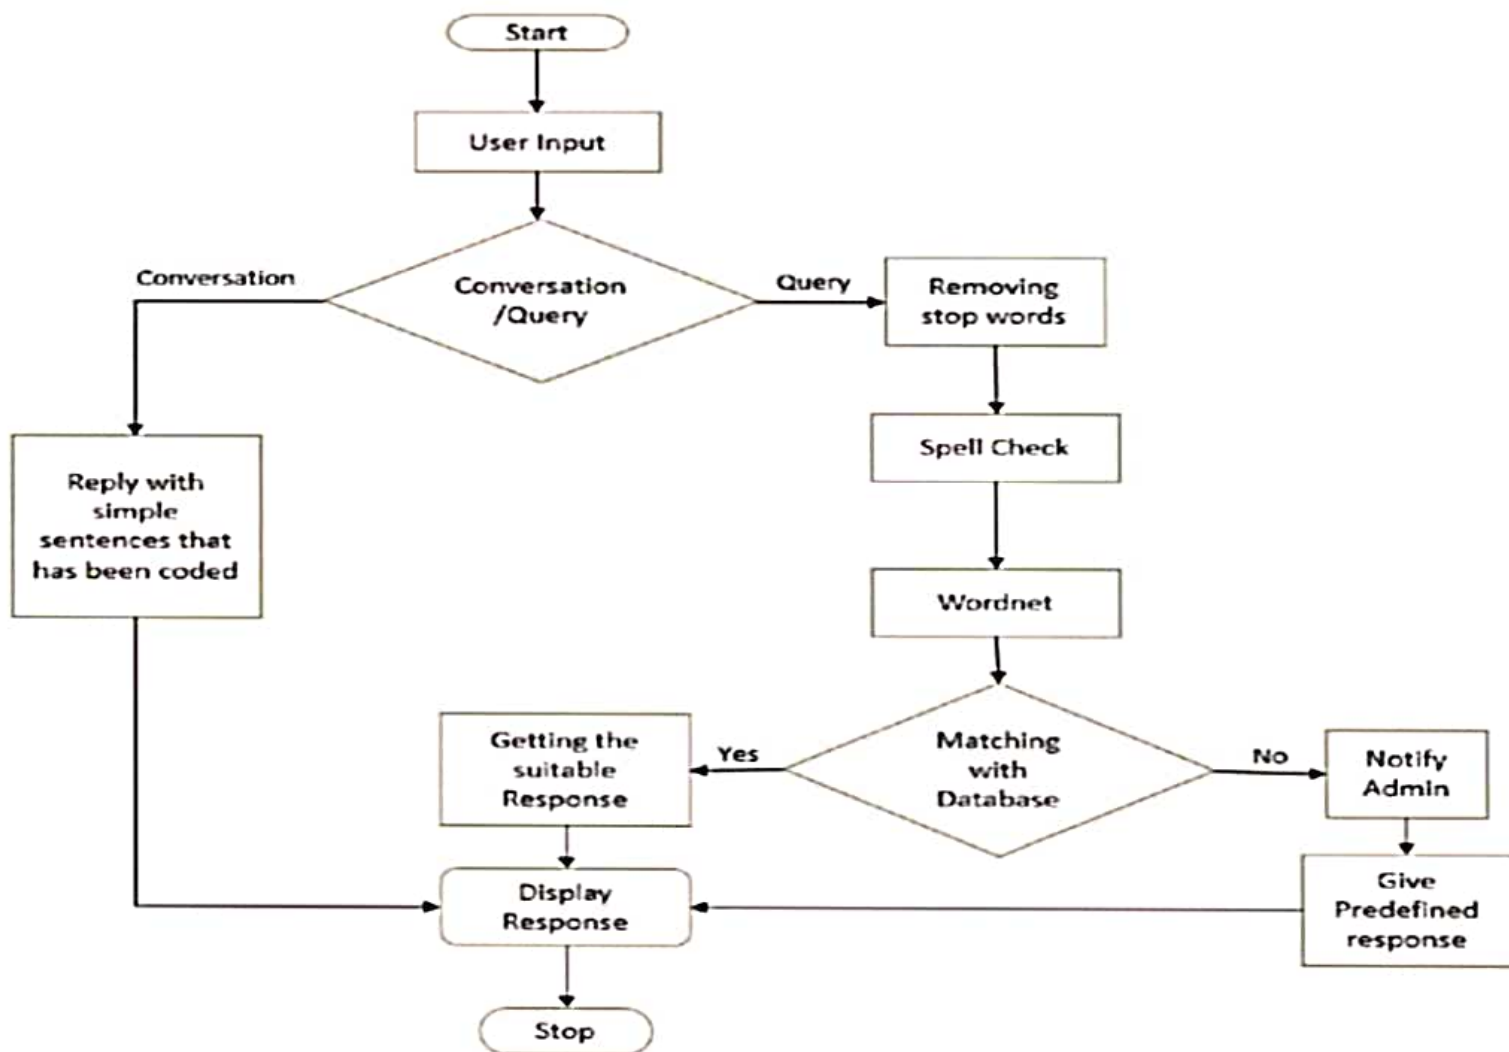 Start
User Input
Conversation
/Query
Conversation
Query
Removing
stop words
Spell Check
Reply with
simple
sentences that
has been coded
Wordnet
Matching
with
Database
Yes
No
Getting the
suitable
Response
Notify
Admin
Display
Response
Give
Predefined
response
Stop